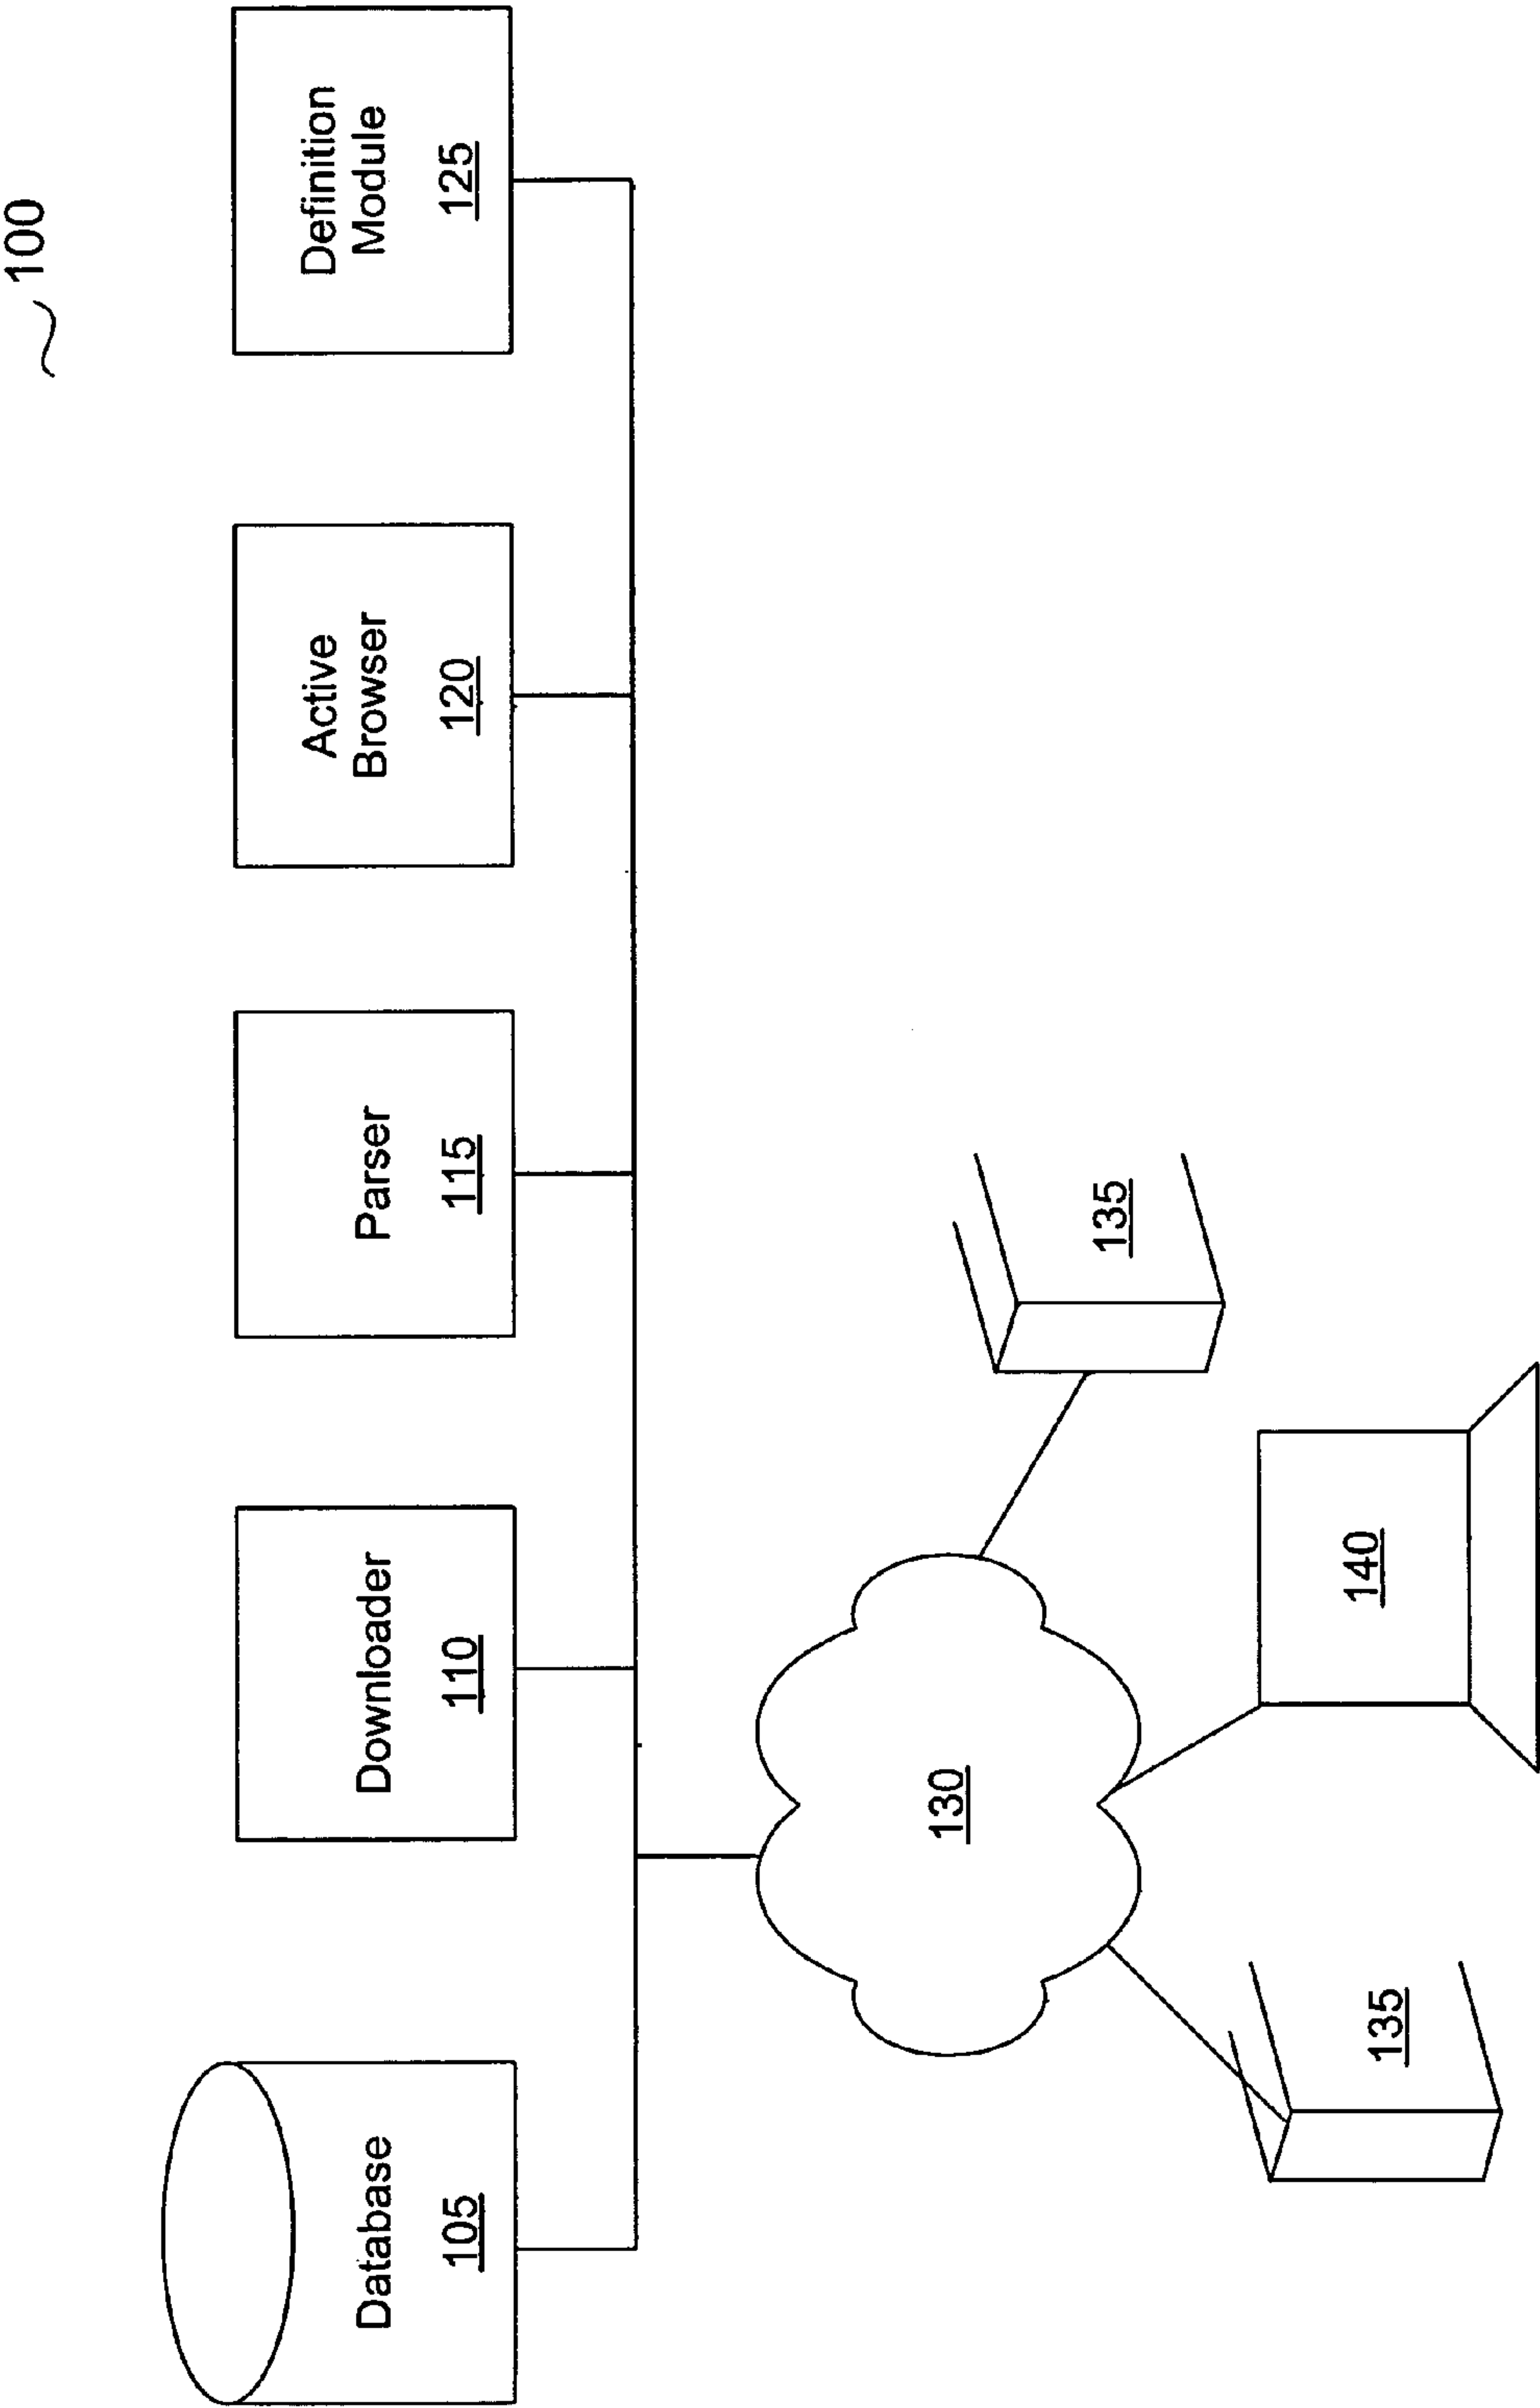 100
Database
105
Downloader
110
Parser
115
Active
Browser
120
Definition
Module
125
130
135
140
135